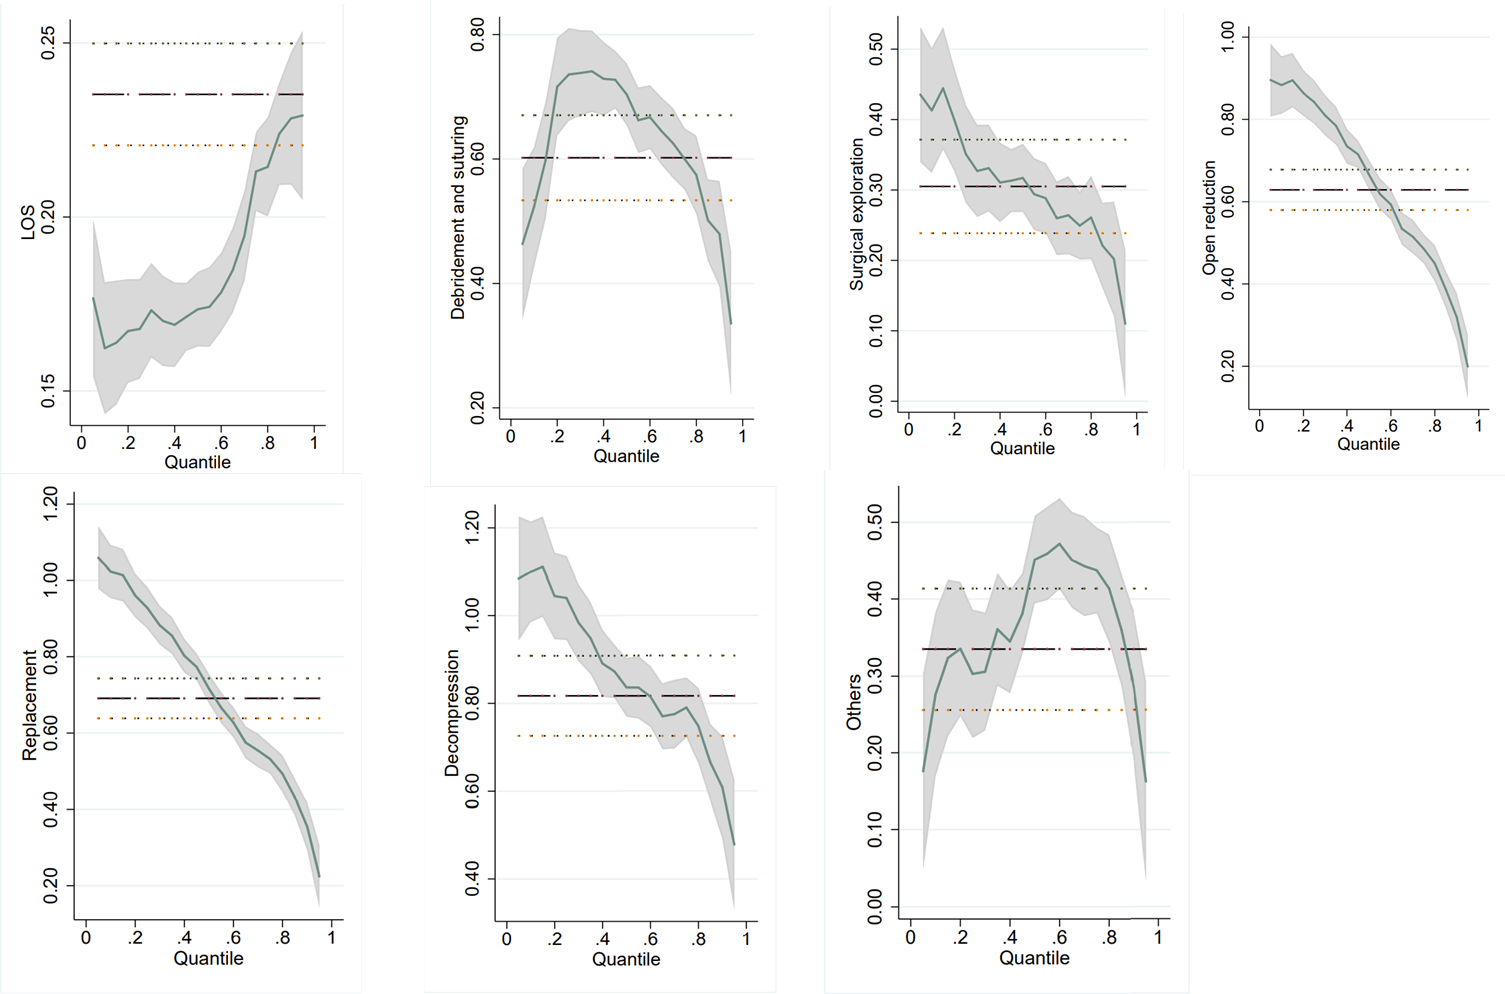 LOS
0.25
0.20
0.15
0 .2 .4 .6 .8 1
Quantile
Debridement and suturing
0.80
0.60
0.40
0.20
0 .2 .4 .6 .8 1
Quantile
Surgical exploration
0.50
0.40
0.30
0.20
0.10
0.00
0 .2 .4 .6 .8 1
Quantile
Open reduction
1.00
0.80
0.60
0.40
0.20
0 .2 .4 .6 .8 1
Quantile
Replacement
1.20
1.00
0.80
0.60
0.40
0.20
0 .2 .4 .6 .8 1
Quantile
Decompression
1.20
1.00
0.80
0.60
0.40
0 .2 .4 .6 .8 1
Quantile
Others
0.50
0.40
0.30
0.20
0.10
0.00
0 .2 .4 .6 .8 1
Quantile